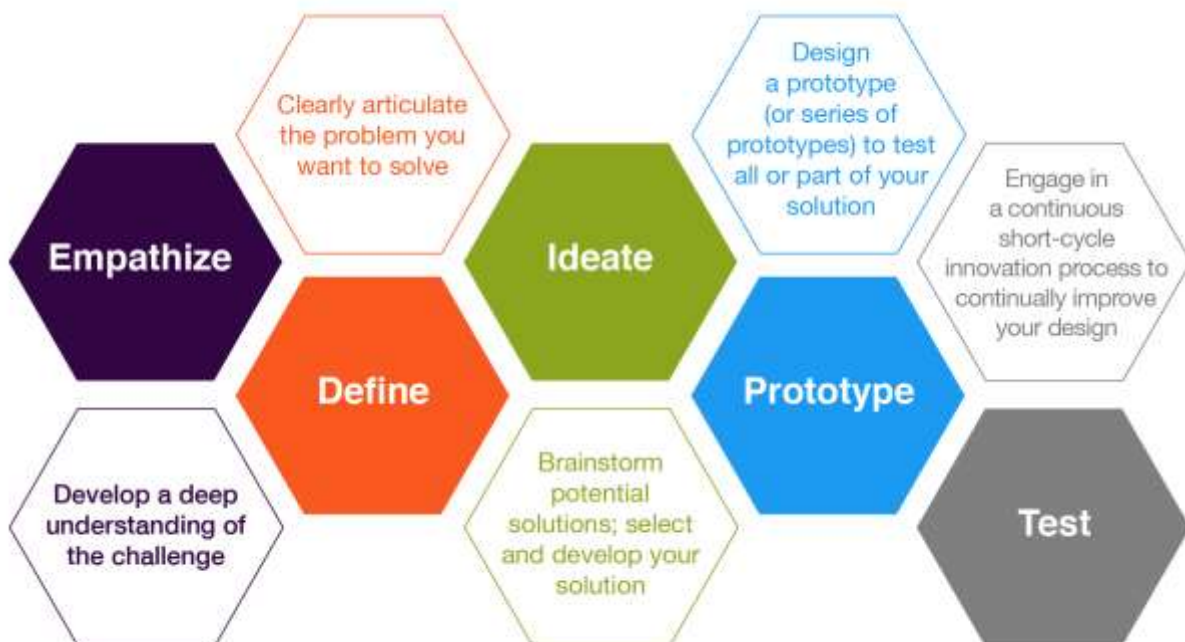 Empathize
Develop a deep
understanding of
the challenge
Clearly articulate
the problem you
want to solve
Define
Ideate
Brainstorm
potential
solutions; select
and develop your
solution
Design
a prototype
(or series of
prototypes) to test
all or part of your
solution
Prototype
Engage in
a continuous
short-cycle
innovation process to
continually improve
your design
Test